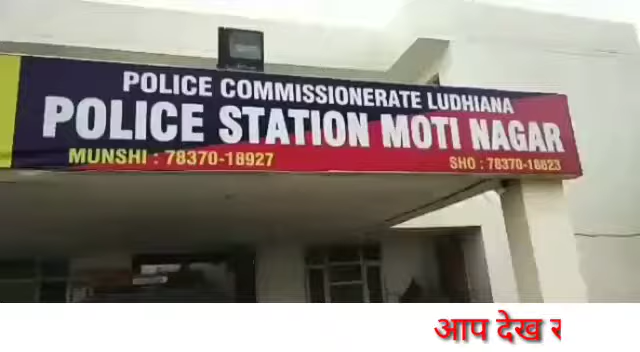 POLICE COMMISSIONERATE LUDHIANA
POLICE STATION MOTI NAGAR
MUNSHI : 78370-18927 SHO : 78370-18623
आप देख